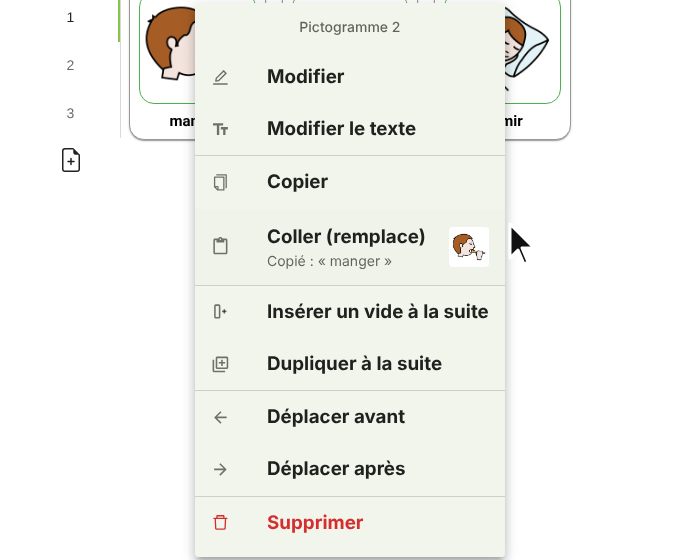 1
2
3
Pictogramme 2
Modifier
Modifier le texte
Copier
Coller (remplace)
Copié : « manger »
Insérer un vide à la suite
Dupliquer à la suite
Déplacer avant
Déplacer après
Supprimer